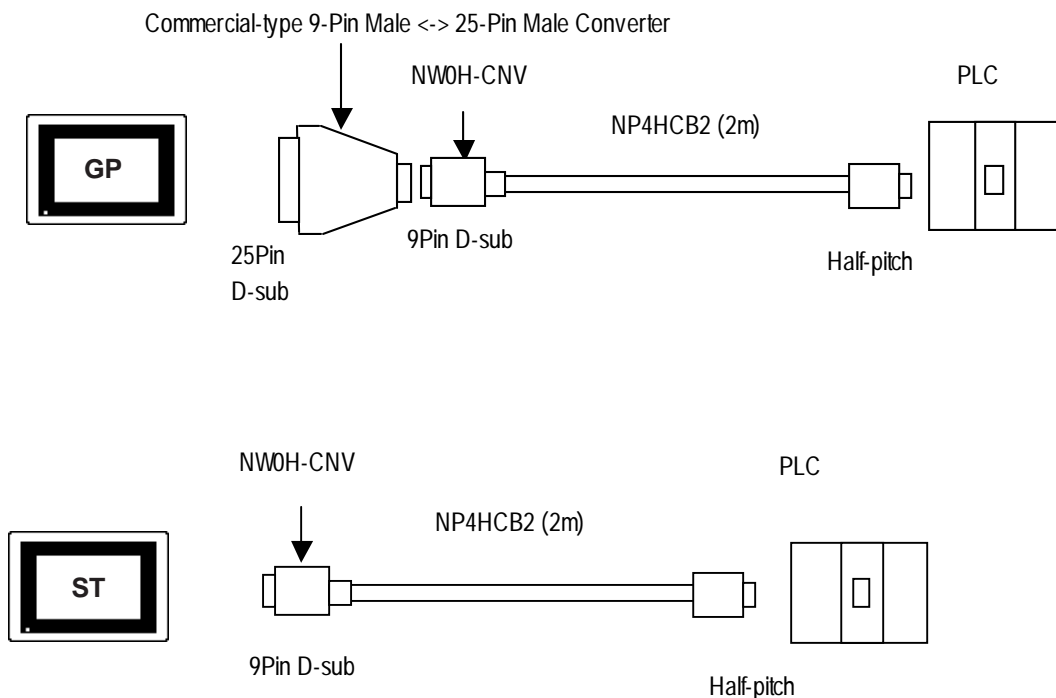 Commercial-type 9-Pin Male <-> 25-Pin Male Converter
NW0H-CNV
PLC
NP4HCB2 (2m)
GP
9Pin D-sub
25Pin
D-sub
Half-pitch
NW0H-CNV
PLC
NP4HCB2 (2m)
ST
9Pin D-sub
Half-pitch